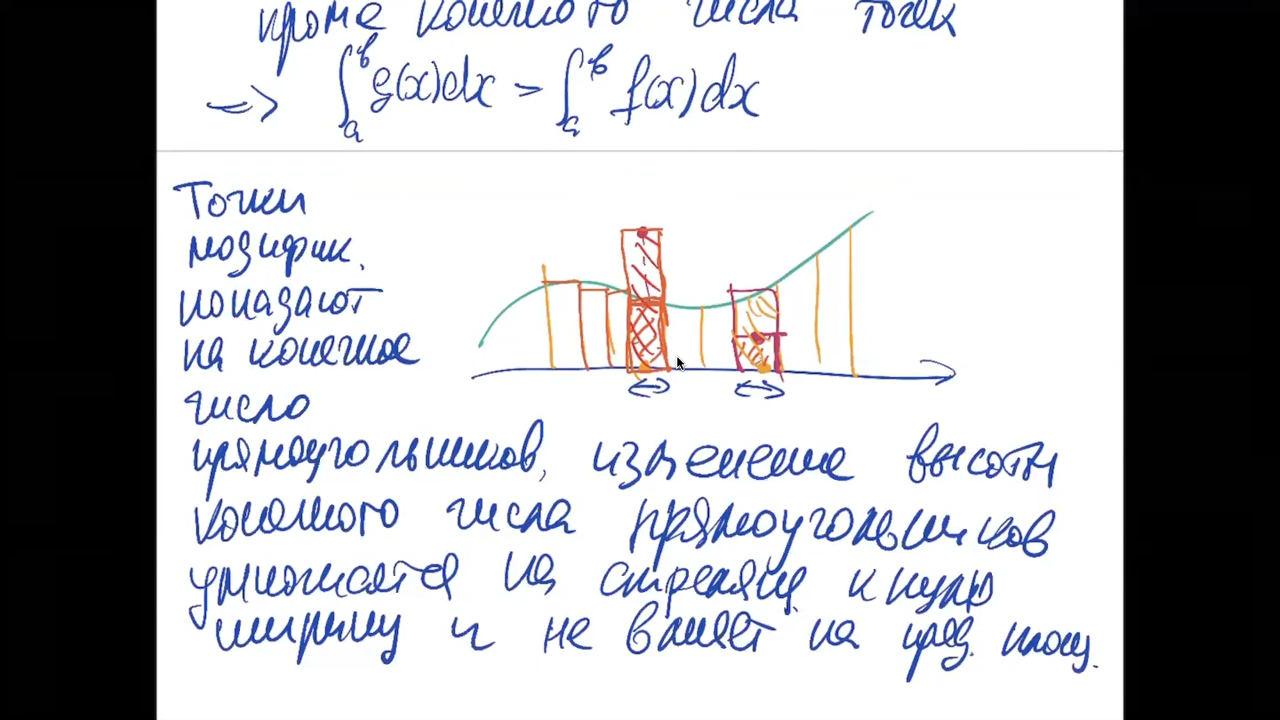 кроме конечного числа точек
=> ∫ₐᵇ g(x)dx = ∫ₐᵇ f(x)dx
Точки
модифик.
попадают
на конечное
число
прямоугольников, изменение высоты
конечного числа прямоугольников
умножается на стремящ. к нулю
ширину и не влияет на пред. площ.